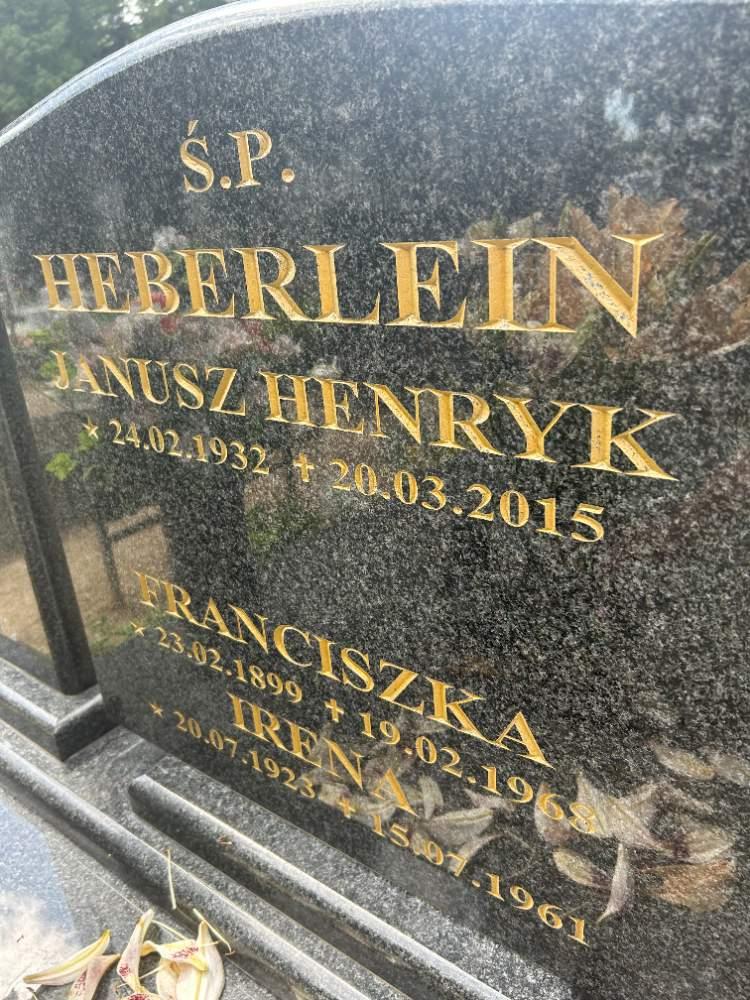 Ś.P.
HEBERLEIN
JANUSZ HENRYK
* 24.02.1932 ✝ 20.03.2015
FRANCISZKA
* 23.02.1899 ✝ 19.02.1968
IRENA
* 20.07.1923 ✝ 15.07.1961